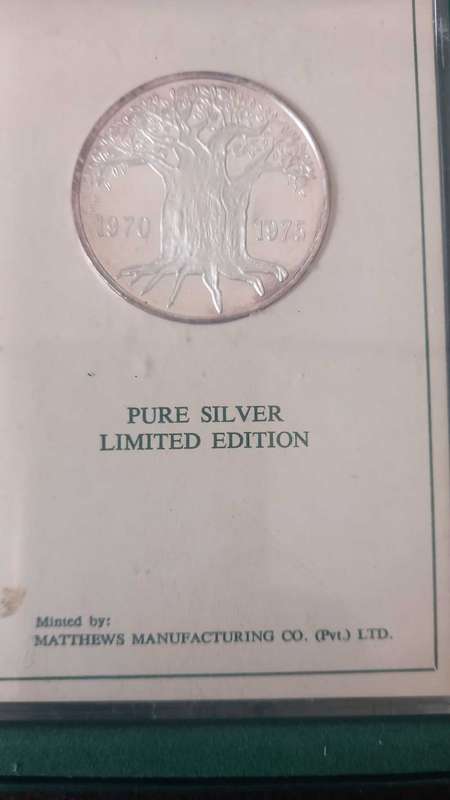 1970 1975
PURE SILVER
LIMITED EDITION
Minted by:
MATTHEWS MANUFACTURING CO. (Pvt.) LTD.